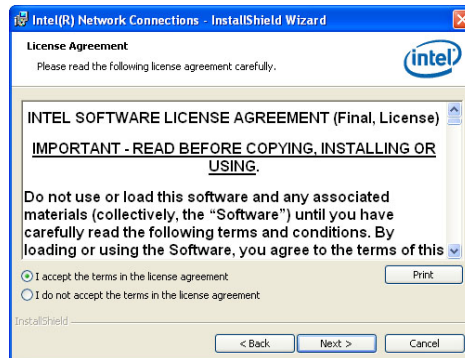 Intel(R) Network Connections - InstallShield Wizard
License Agreement
Please read the following license agreement carefully.
intel
INTEL SOFTWARE LICENSE AGREEMENT (Final, License)
IMPORTANT - READ BEFORE COPYING, INSTALLING OR
USING.
Do not use or load this software and any associated
materials (collectively, the “Software”) until you have
carefully read the following terms and conditions. By
loading or using the Software, you agree to the terms of this
I accept the terms in the license agreement
Print
I do not accept the terms in the license agreement
InstallShield
< Back
Next >
Cancel